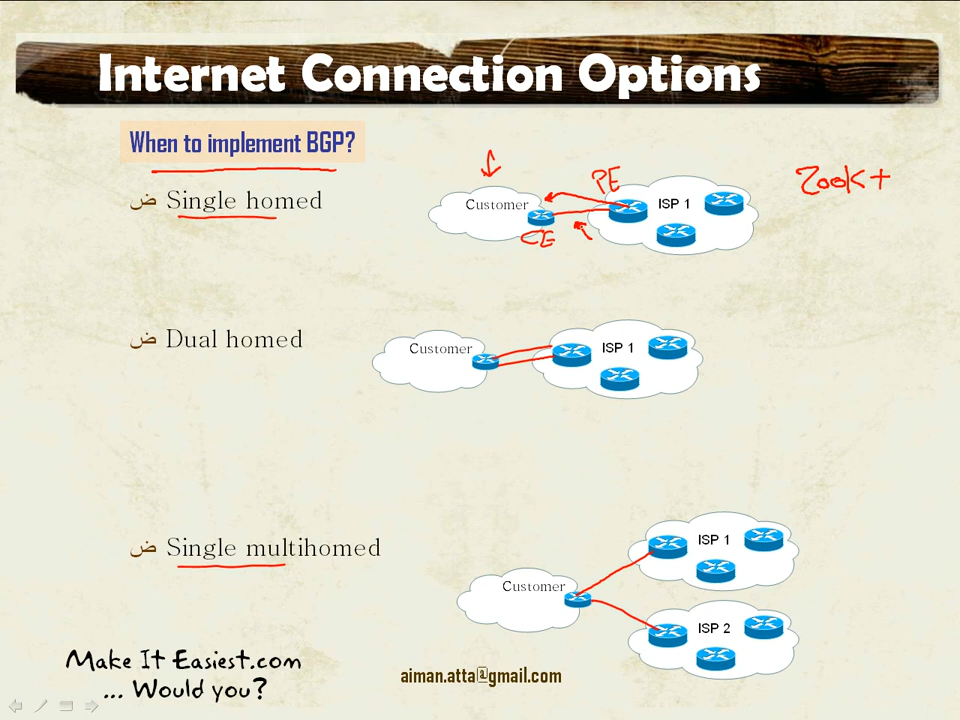 Internet Connection Options
When to implement BGP?
ض Single homed
Customer
CE
PE
ISP 1
200K+
ض Dual homed
Customer
ISP 1
ض Single multihomed
Customer
ISP 1
ISP 2
Make It Easiest.com
... Would you?
aiman.atta@gmail.com